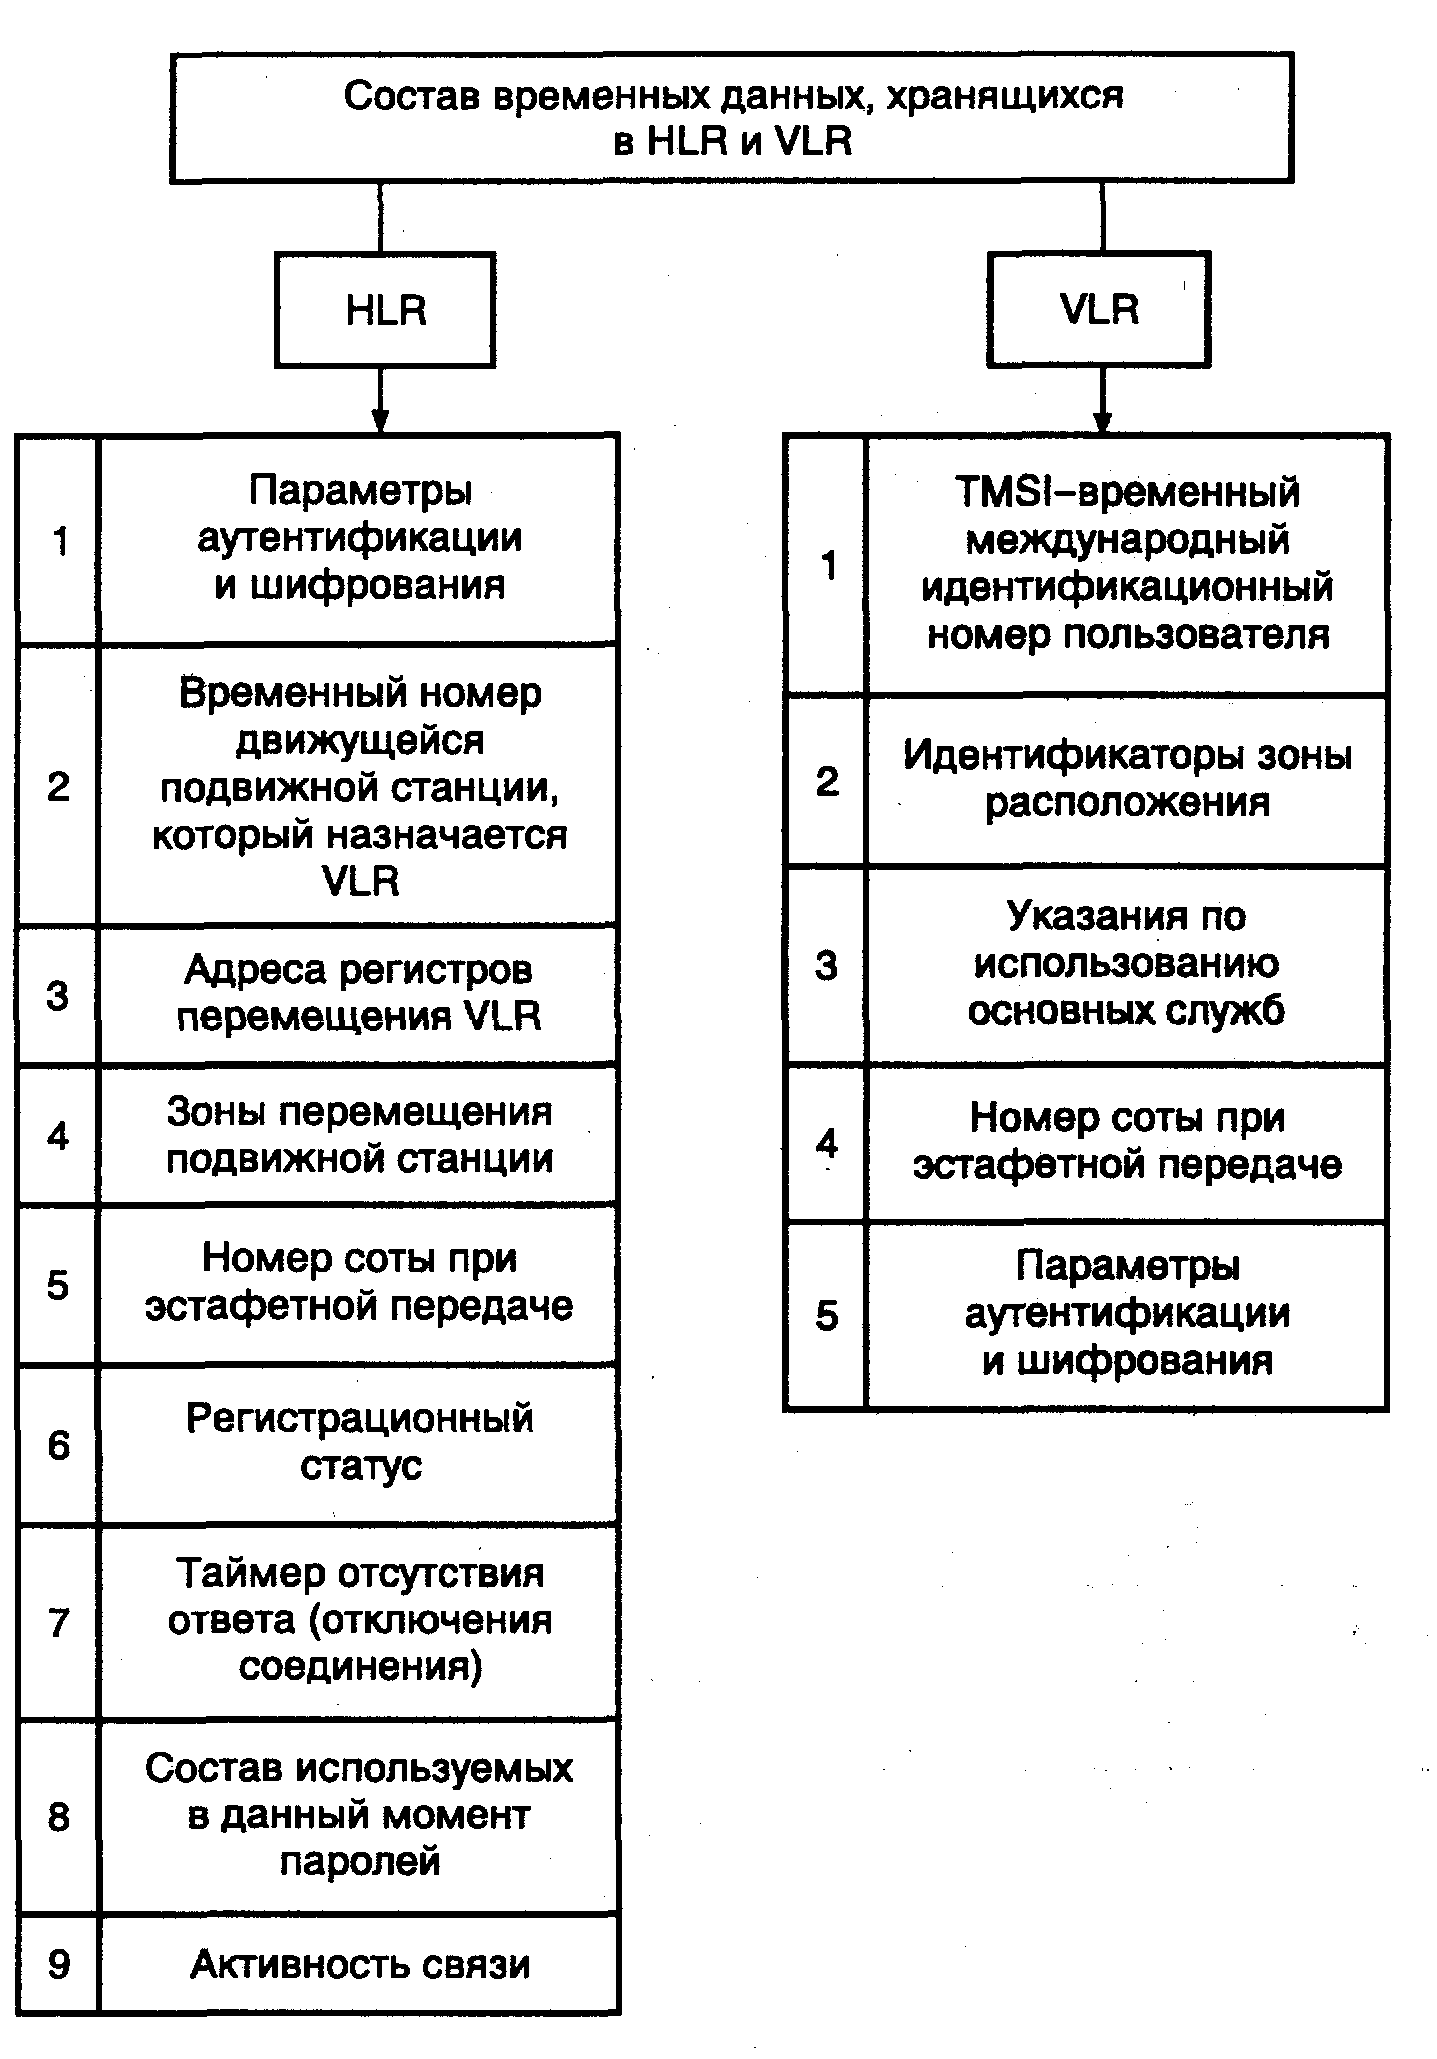 Состав временных данных, хранящихся
в HLR и VLR
HLR
VLR
1
Параметры
аутентификации
и шифрования
2
Временный номер
движущейся
подвижной станции,
который назначается
VLR
3
Адреса регистров
перемещения VLR
4
Зоны перемещения
подвижной станции
5
Номер соты при
эстафетной передаче
6
Регистрационный
статус
7
Таймер отсутствия
ответа (отключения
соединения)
8
Состав используемых
в данный момент
паролей
9
Активность связи
1
TMSI–временный
международный
идентификационный
номер пользователя
2
Идентификаторы зоны
расположения
3
Указания по
использованию
основных служб
4
Номер соты при
эстафетной передаче
5
Параметры
аутентификации
и шифрования